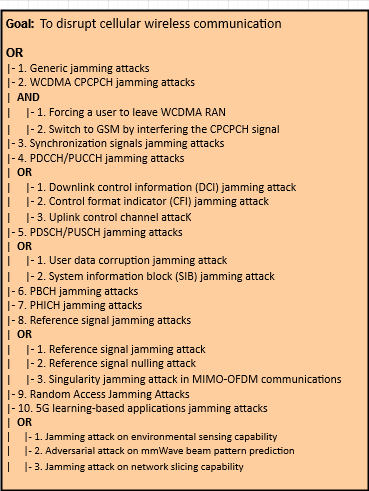 Goal: To disrupt cellular wireless communication
OR
|- 1. Generic jamming attacks
|- 2. WCDMA CPCPCH jamming attacks
| AND
| |- 1. Forcing a user to leave WCDMA RAN
| |- 2. Switch to GSM by interfering the CPCPCH signal
|- 3. Synchronization signals jamming attacks
|- 4. PDCCH/PUCCH jamming attacks
| OR
| |- 1. Downlink control information (DCI) jamming attack
| |- 2. Control format indicator (CFI) jamming attack
| |- 3. Uplink control channel attacK
|- 5. PDSCH/PUSCH jamming attacks
| OR
| |- 1. User data corruption jamming attack
| |- 2. System information block (SIB) jamming attack
|- 6. PBCH jamming attacks
|- 7. PHICH jamming attacks
|- 8. Reference signal jamming attacks
| OR
| |- 1. Reference signal jamming attack
| |- 2. Reference signal nulling attack
| |- 3. Singularity jamming attack in MIMO-OFDM communications
|- 9. Random Access Jamming Attacks
|- 10. 5G learning-based applications jamming attacks
| OR
| |- 1. Jamming attack on environmental sensing capability
| |- 2. Adversarial attack on mmWave beam pattern prediction
| |- 3. Jamming attack on network slicing capability